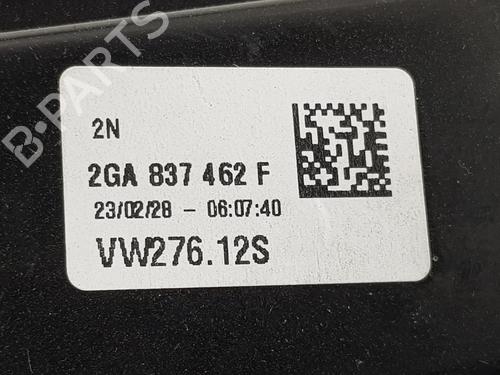 B-PARTS
2N
2GA 837 462 F
23/02/28 - 06:07:40
VW276.12S